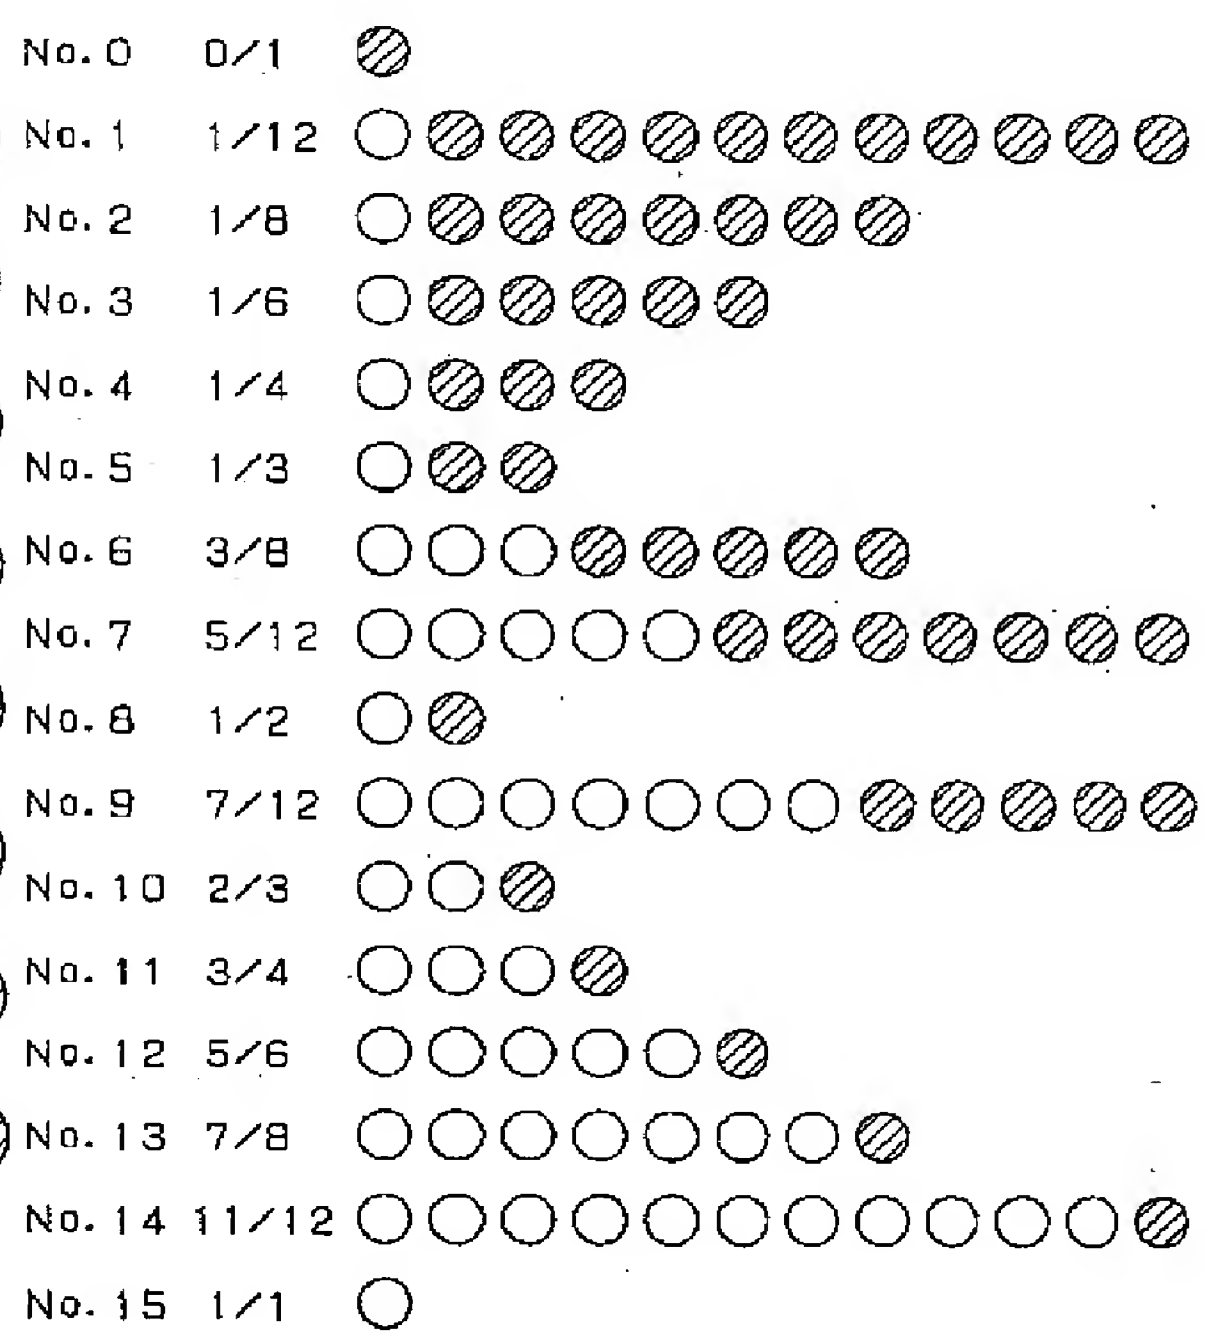 No. 0 0/1
No. 1 1/12
No. 2 1/8
No. 3 1/6
No. 4 1/4
No. 5 1/3
No. 6 3/8
No. 7 5/12
No. 8 1/2
No. 9 7/12
No. 10 2/3
No. 11 3/4
No. 12 5/6
No. 13 7/8
No. 14 11/12
No. 15 1/1